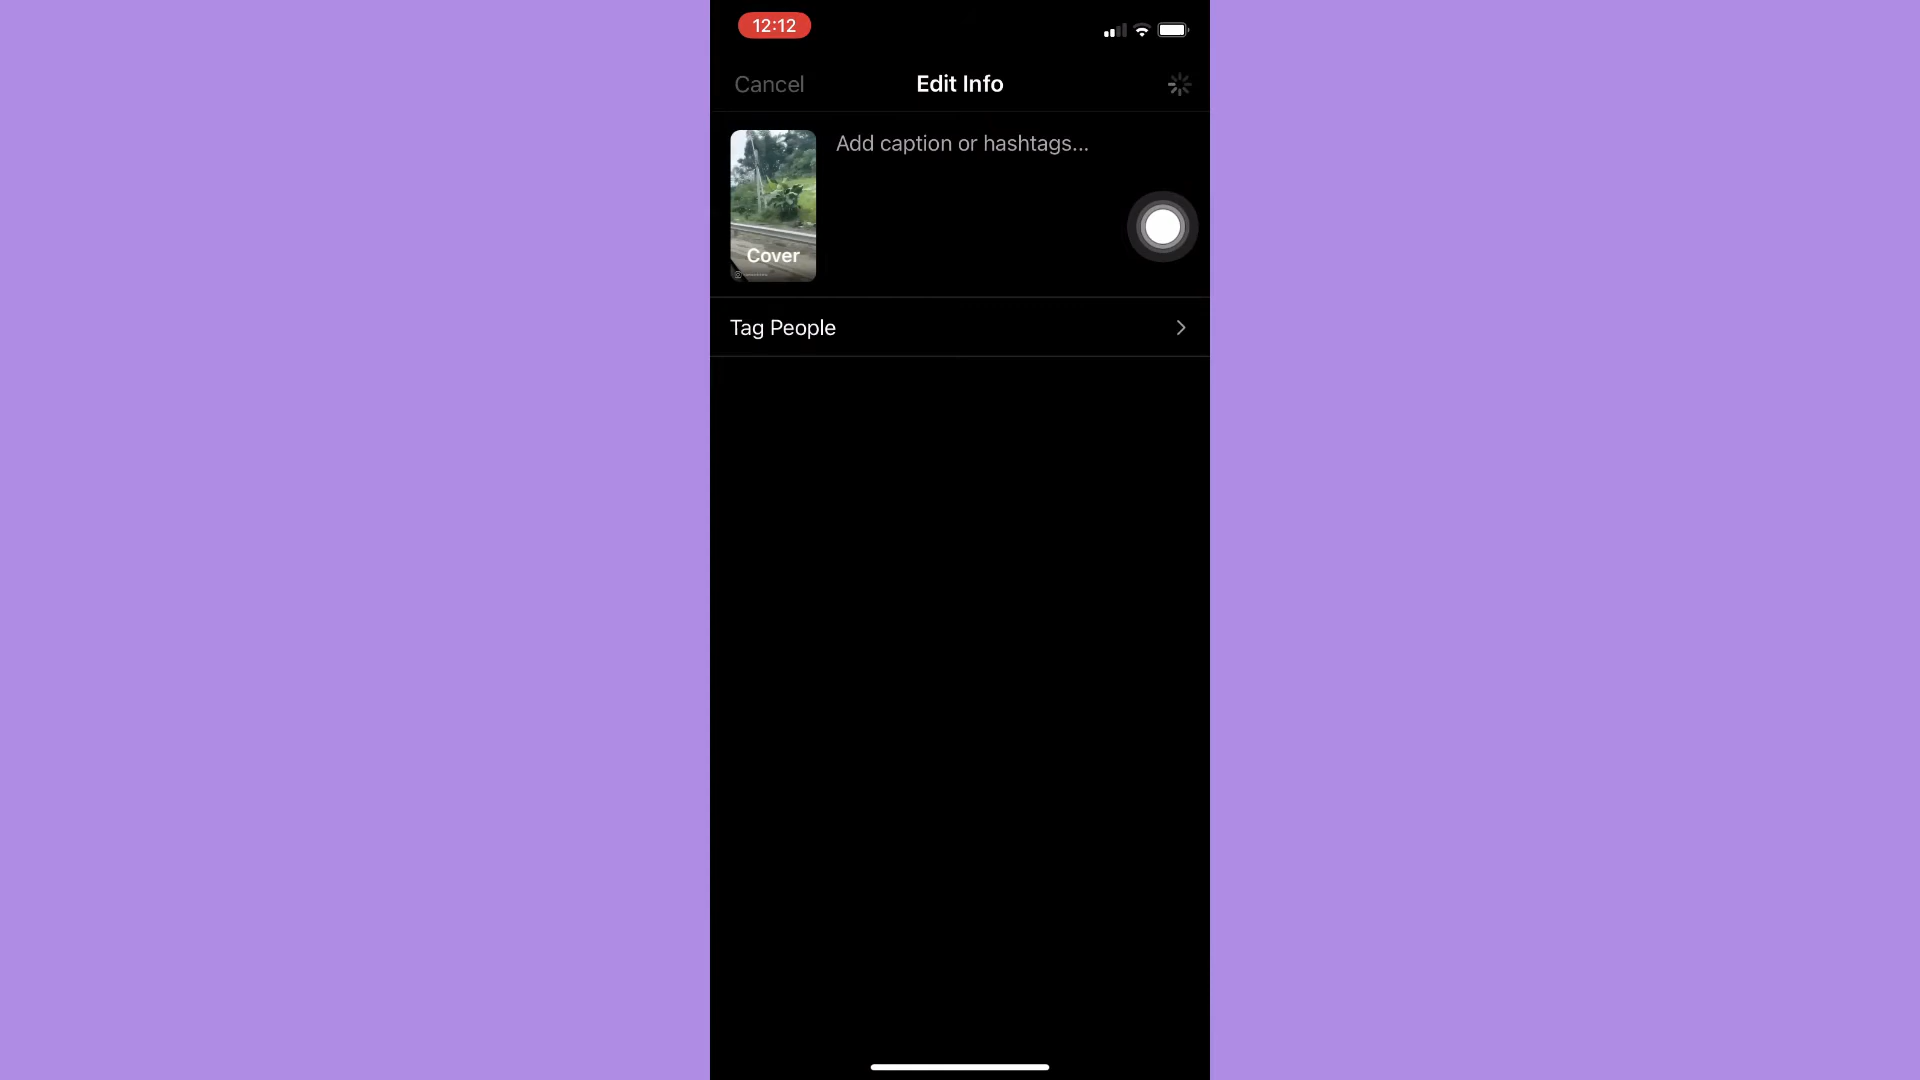 12:12
Cancel
Edit Info
Add caption or hashtags...
Cover
Tag People